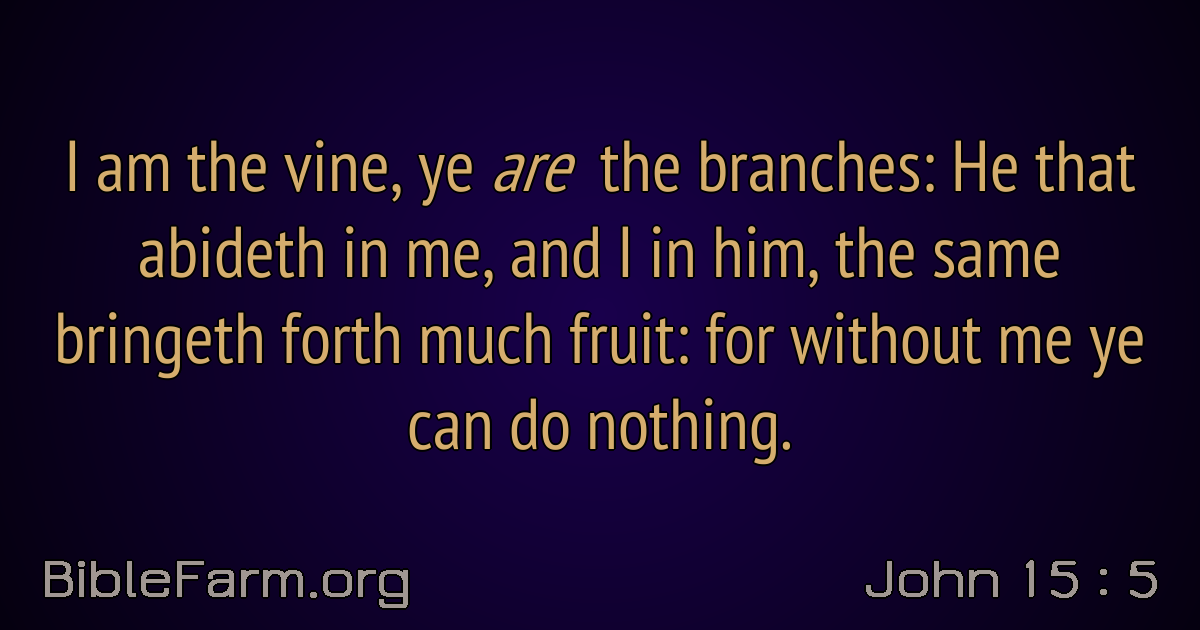 I am the vine, ye are the branches: He that
abideth in me, and I in him, the same
bringeth forth much fruit: for without me ye
can do nothing.
BibleFarm.org
John 15 : 5